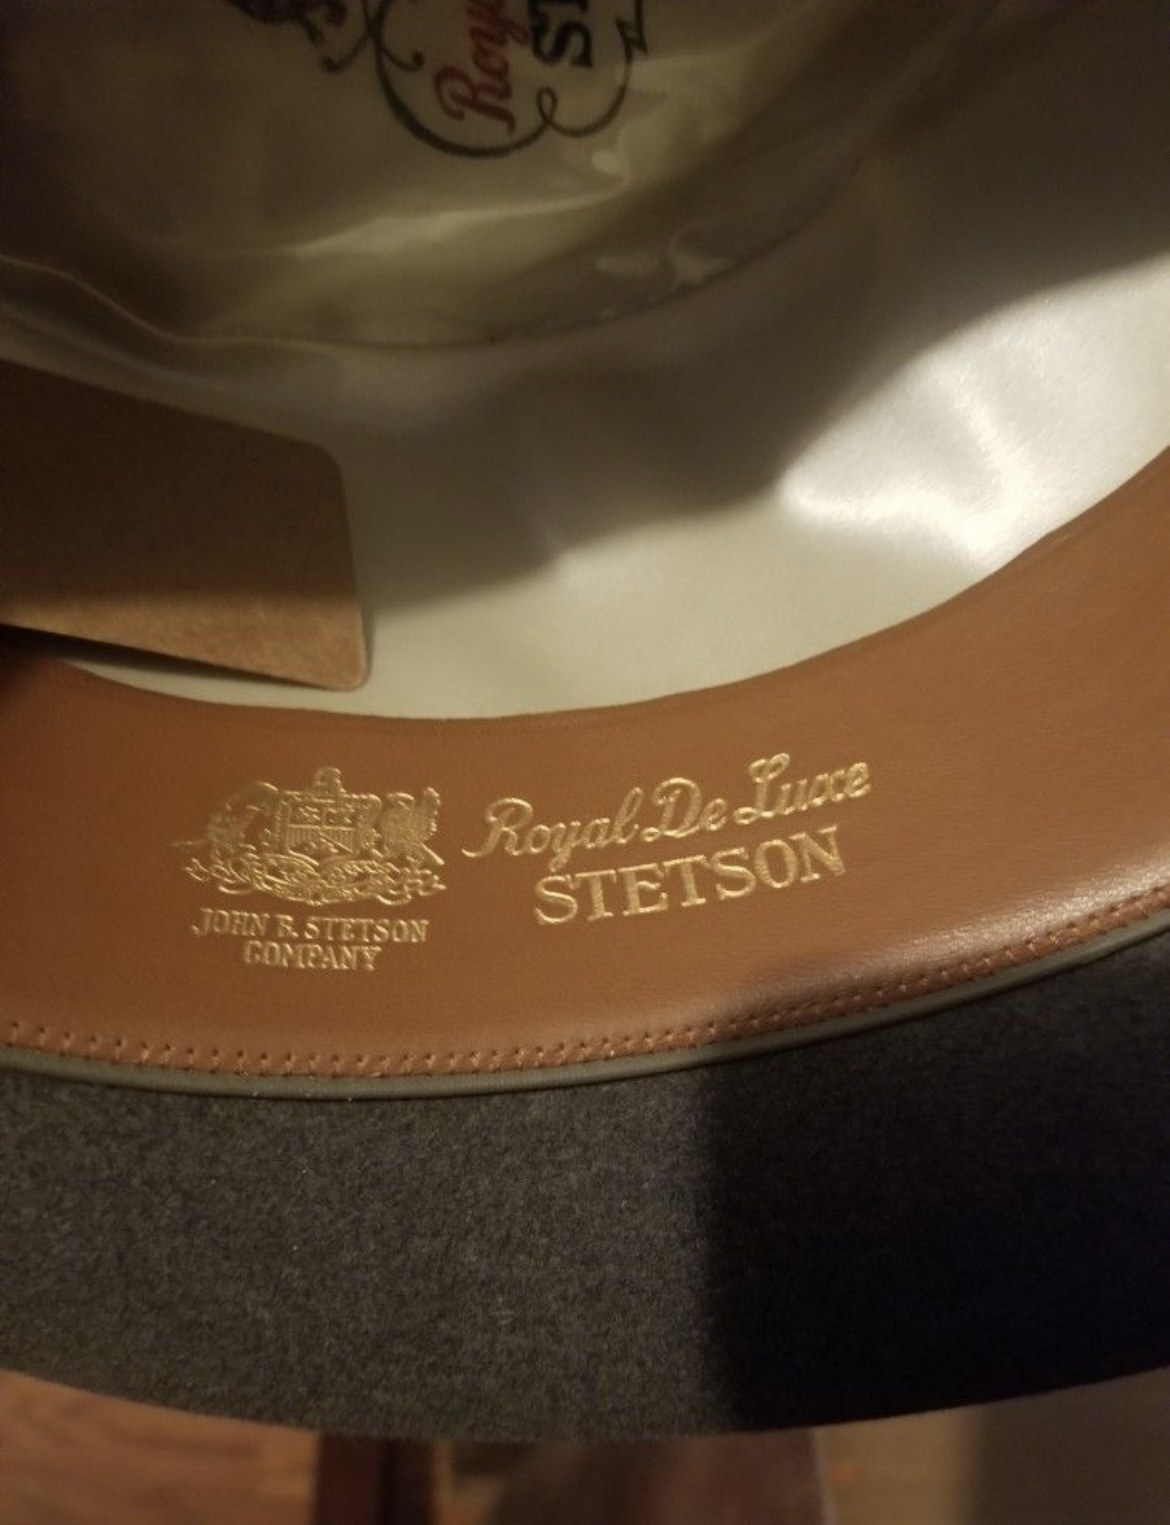 Royal De Luxe
STETSON
JOHN B. STETSON
COMPANY